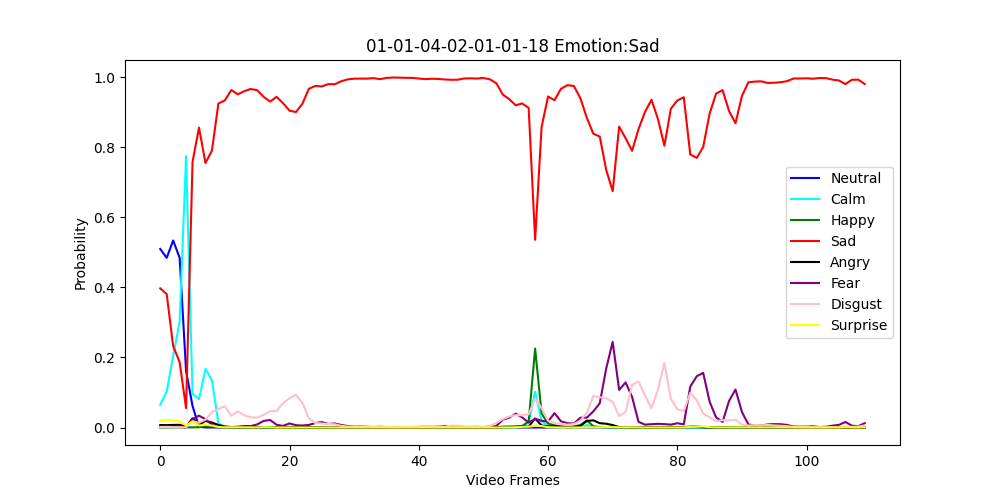 01-01-04-02-01-01-18 Emotion:Sad
Probability
1.0
0.8
0.6
0.4
0.2
0.0
0
20
40
60
80
100
Video Frames
Neutral
Calm
Happy
Sad
Angry
Fear
Disgust
Surprise